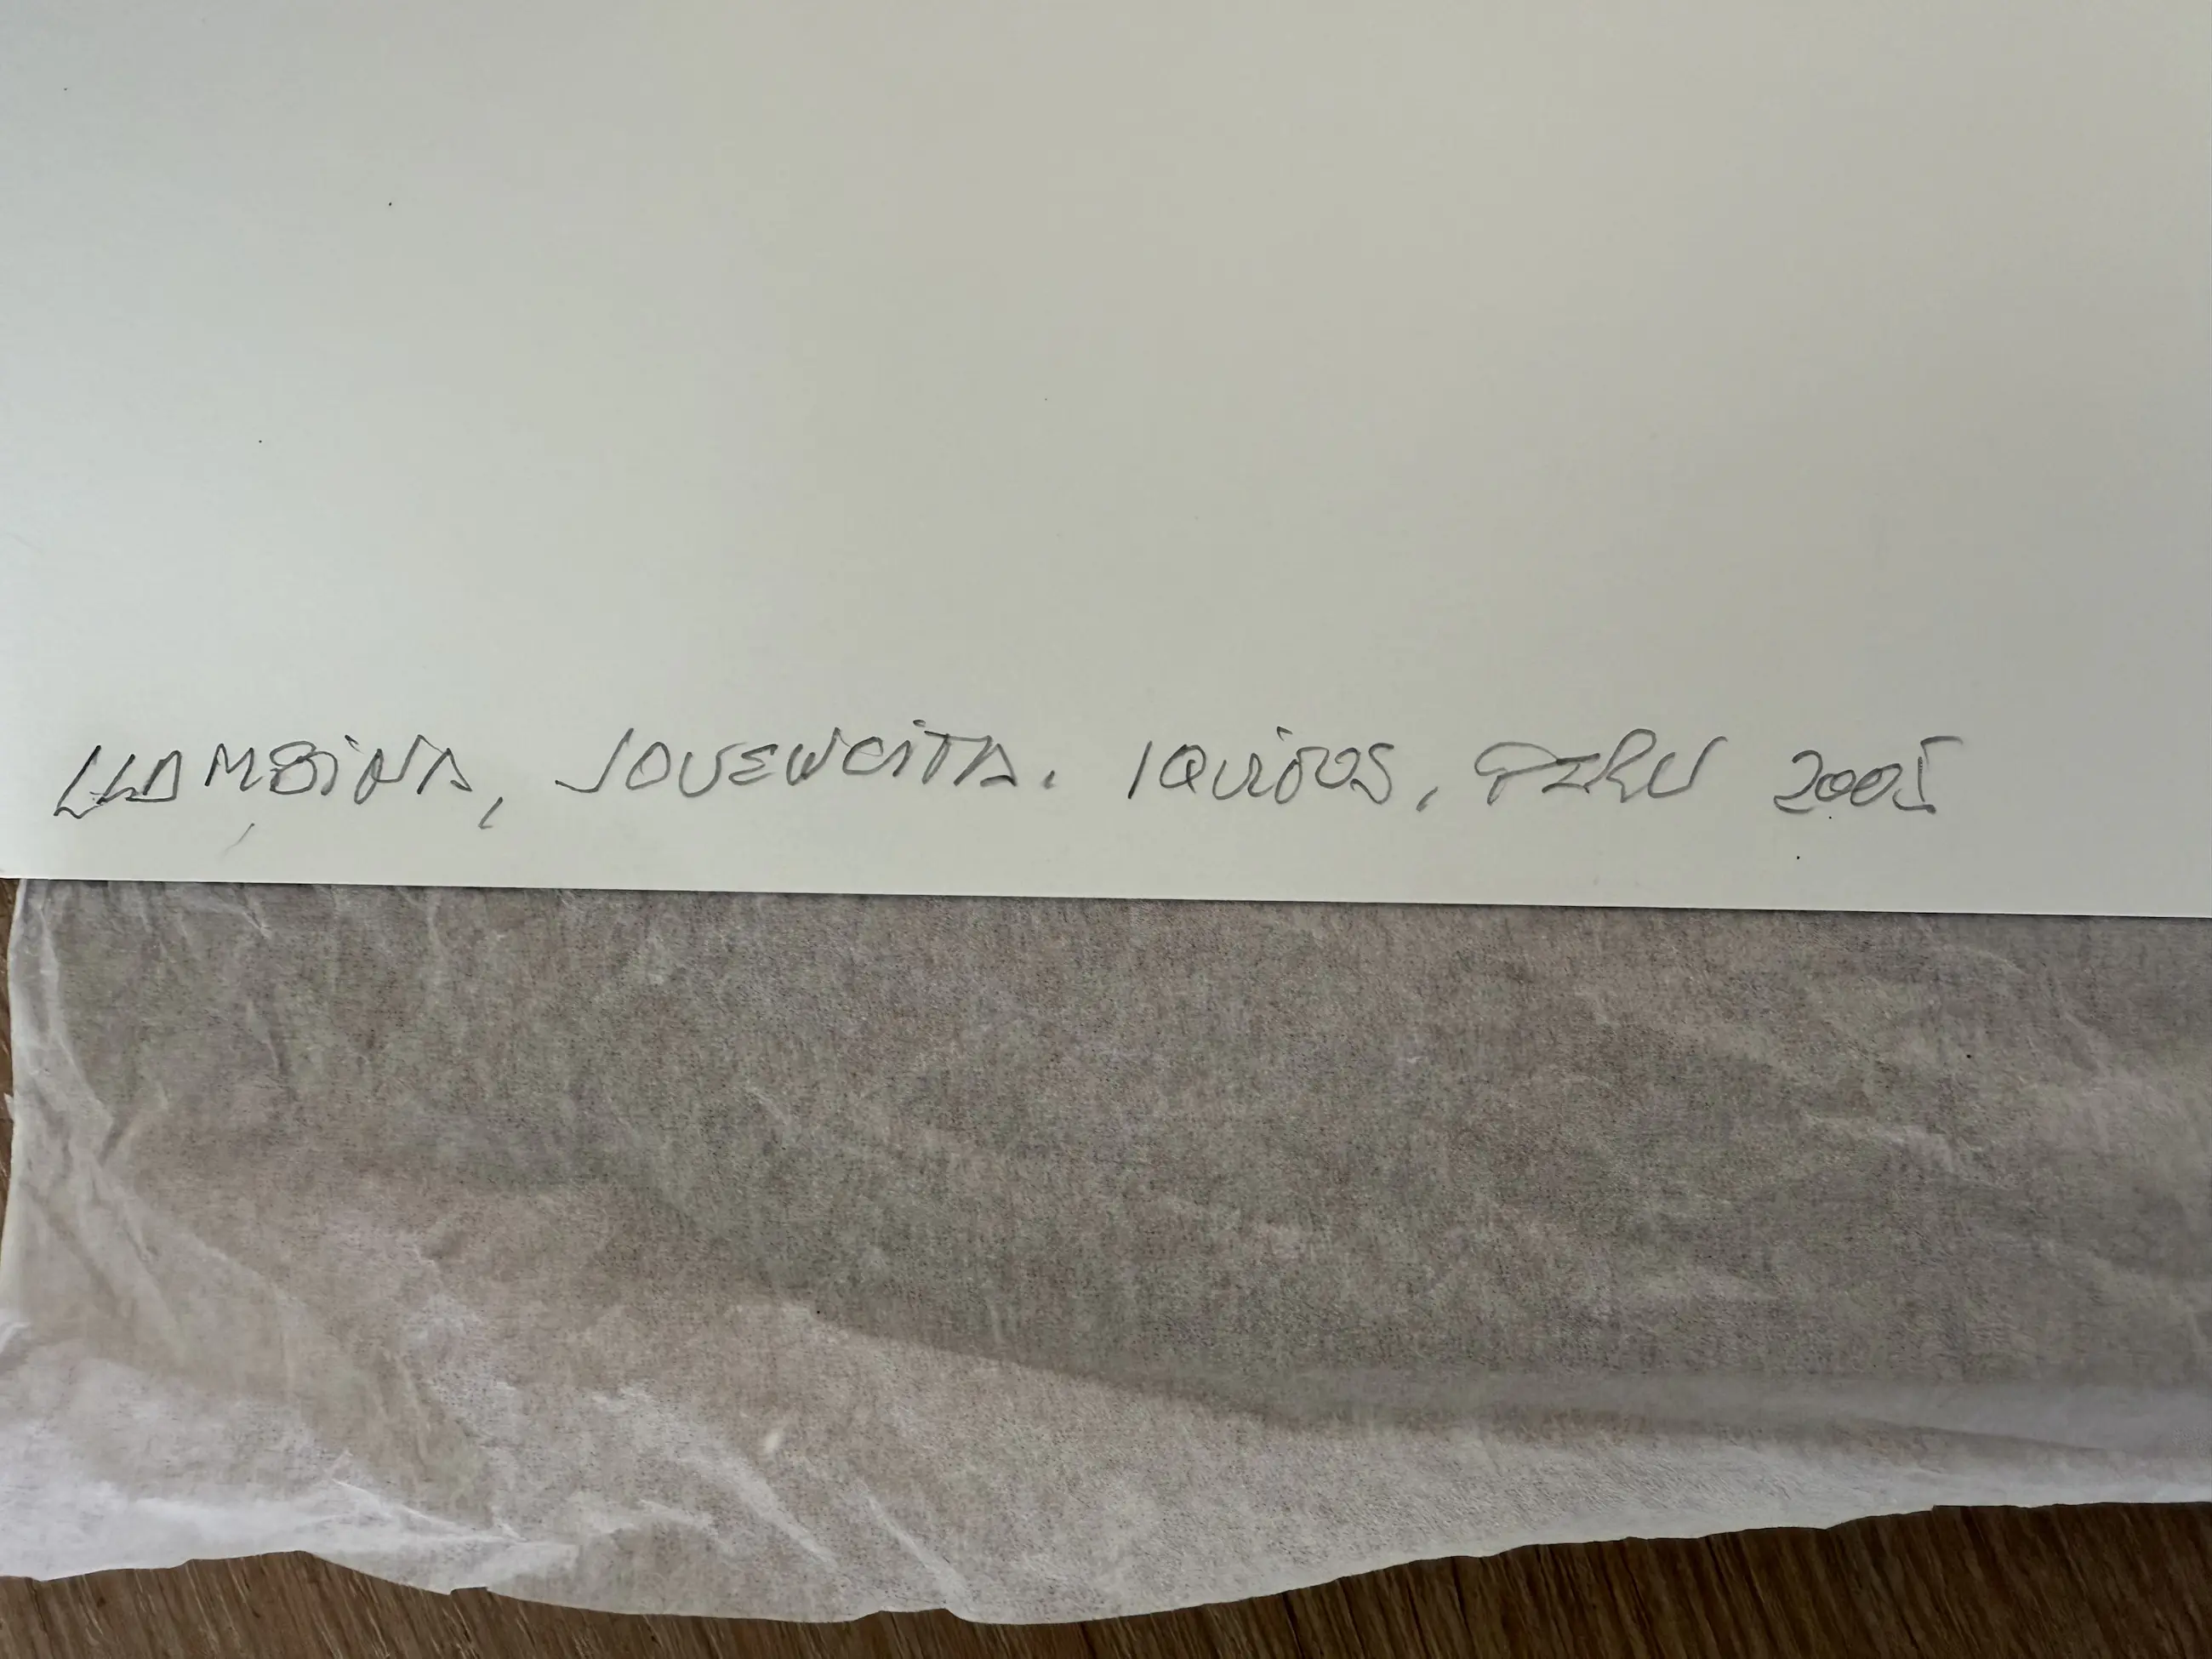 LLAMBINA, JOVENCITA. IQUITOS, PERU 2005